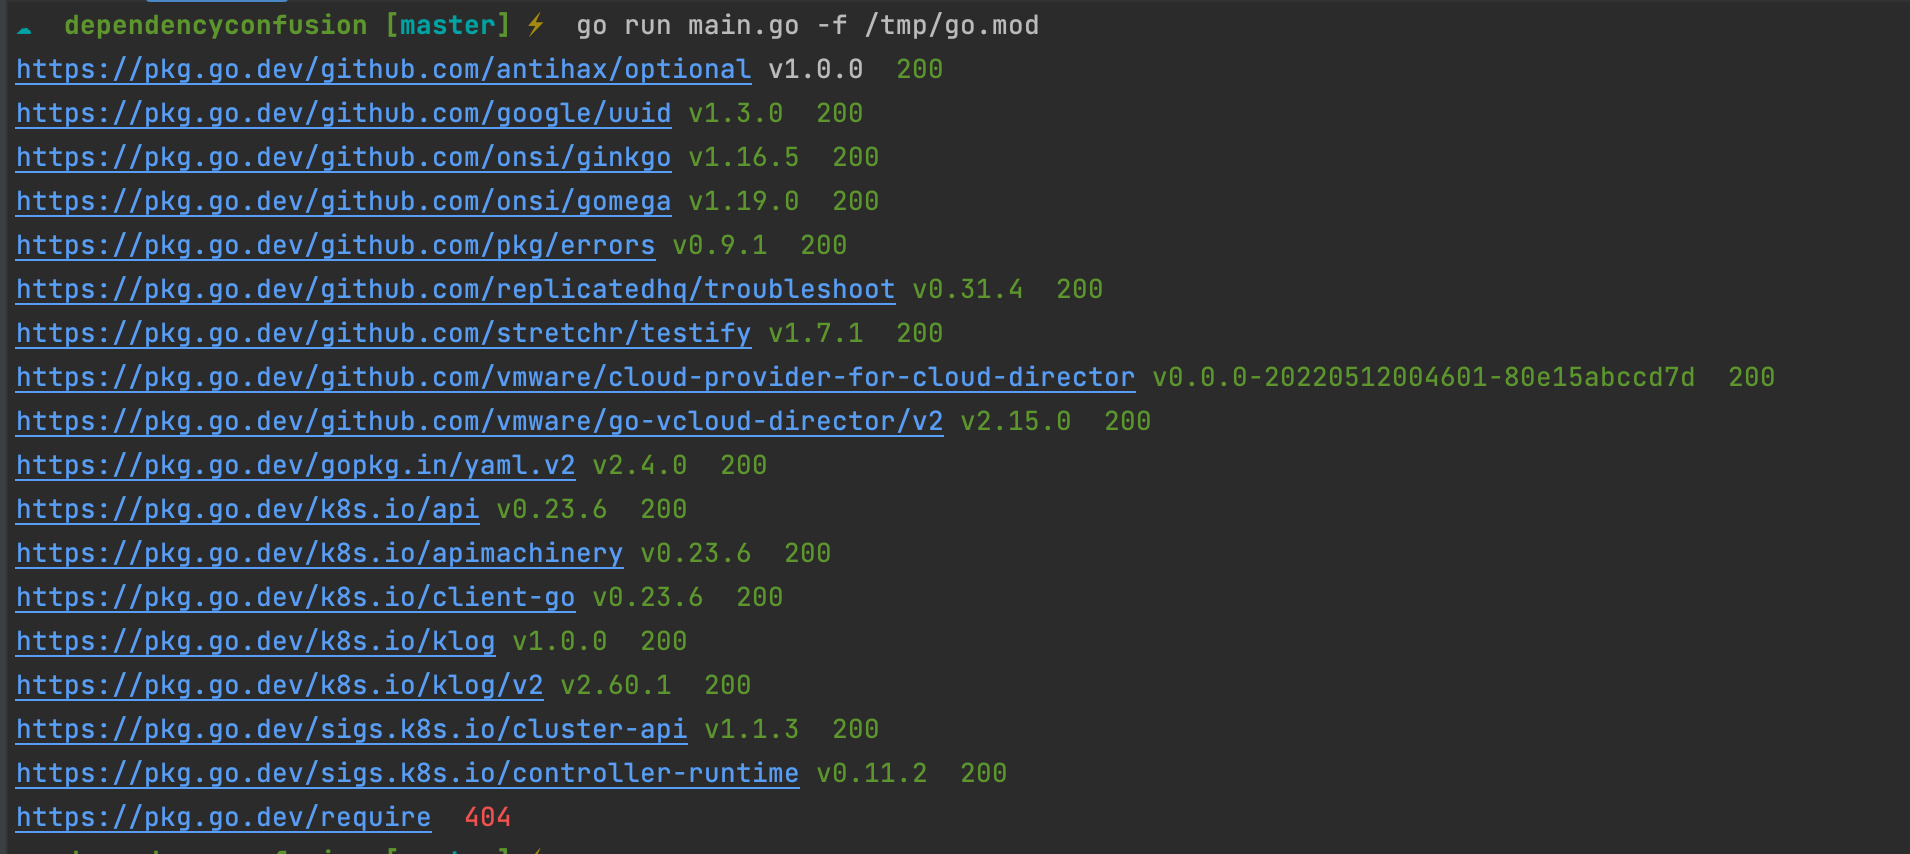 dependencyconfusion [master] ⚡ go run main.go -f /tmp/go.mod
https://pkg.go.dev/github.com/antihax/optional v1.0.0 200
https://pkg.go.dev/github.com/google/uuid v1.3.0 200
https://pkg.go.dev/github.com/onsi/ginkgo v1.16.5 200
https://pkg.go.dev/github.com/onsi/gomega v1.19.0 200
https://pkg.go.dev/github.com/pkg/errors v0.9.1 200
https://pkg.go.dev/github.com/replicatedhq/troubleshoot v0.31.4 200
https://pkg.go.dev/github.com/stretchr/testify v1.7.1 200
https://pkg.go.dev/github.com/vmware/cloud-provider-for-cloud-director v0.0.0-20220512004601-80e15abccd7d 200
https://pkg.go.dev/github.com/vmware/go-vcloud-director/v2 v2.15.0 200
https://pkg.go.dev/gopkg.in/yaml.v2 v2.4.0 200
https://pkg.go.dev/k8s.io/api v0.23.6 200
https://pkg.go.dev/k8s.io/apimachinery v0.23.6 200
https://pkg.go.dev/k8s.io/client-go v0.23.6 200
https://pkg.go.dev/k8s.io/klog v1.0.0 200
https://pkg.go.dev/k8s.io/klog/v2 v2.60.1 200
https://pkg.go.dev/sigs.k8s.io/cluster-api v1.1.3 200
https://pkg.go.dev/sigs.k8s.io/controller-runtime v0.11.2 200
https://pkg.go.dev/require 404